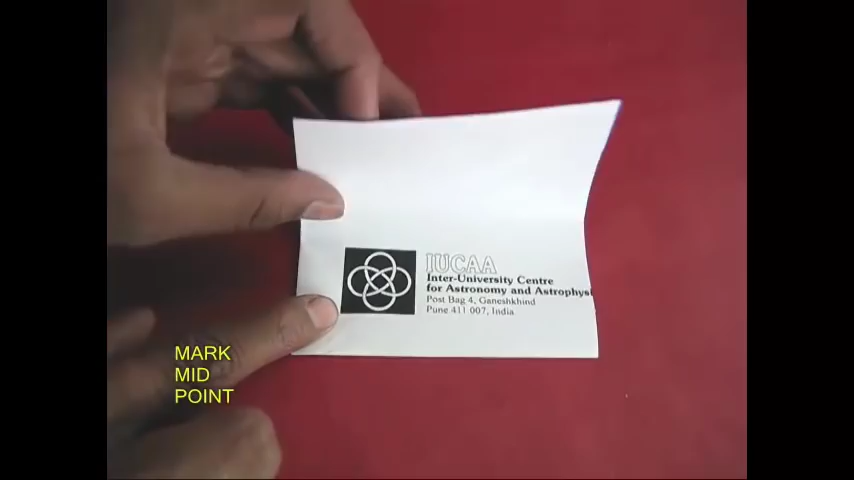 IUCAA
Inter-University Centre
for Astronomy and Astrophysi
Post Bag 4, Ganeshkhind
Pune 411 007, India
MARK
MID
POINT